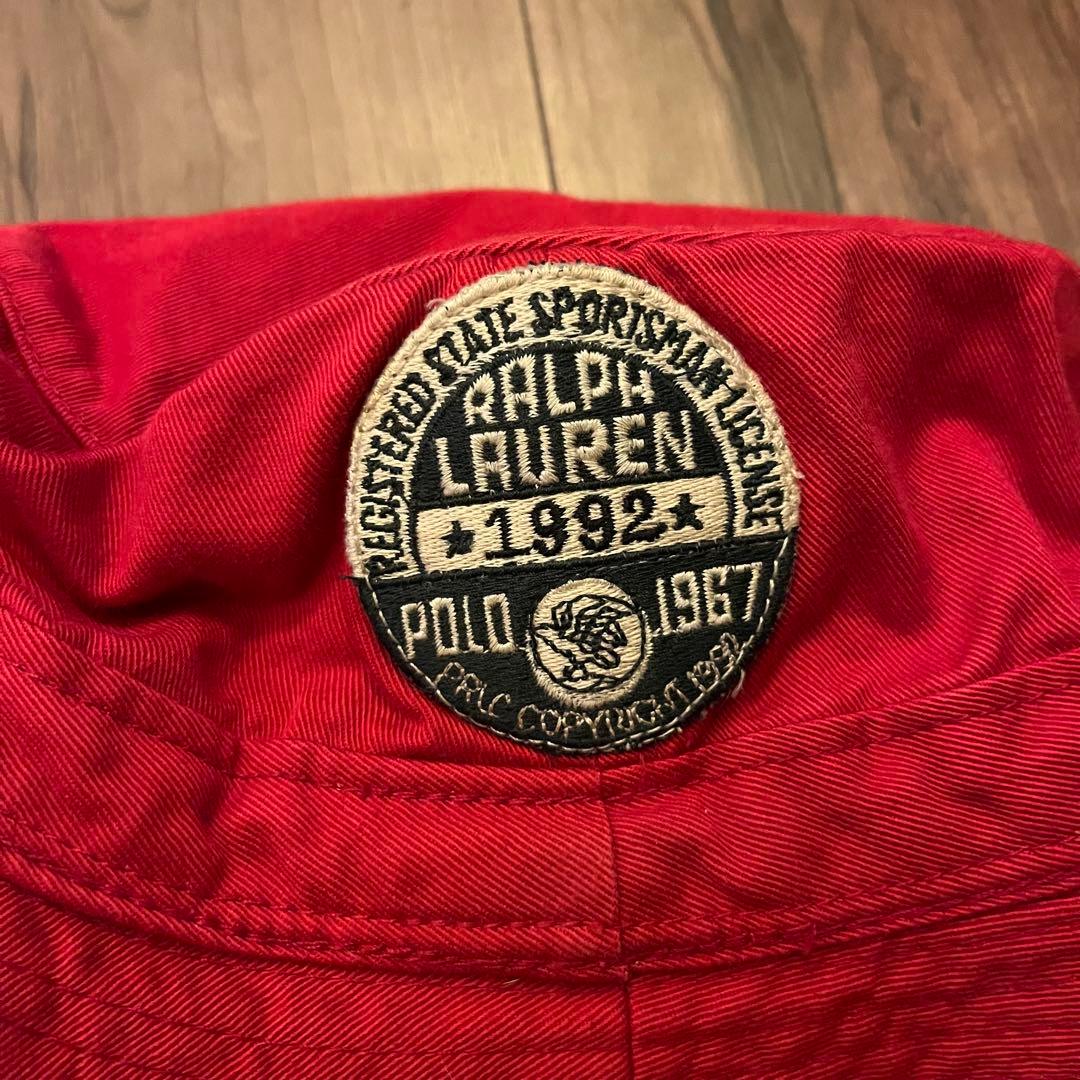 REGISTERED STATE SPORTSMAN LICENSE
RALPH
LAUREN
★1992★
POLO 1967
PRLC COPYRIGHT 1992